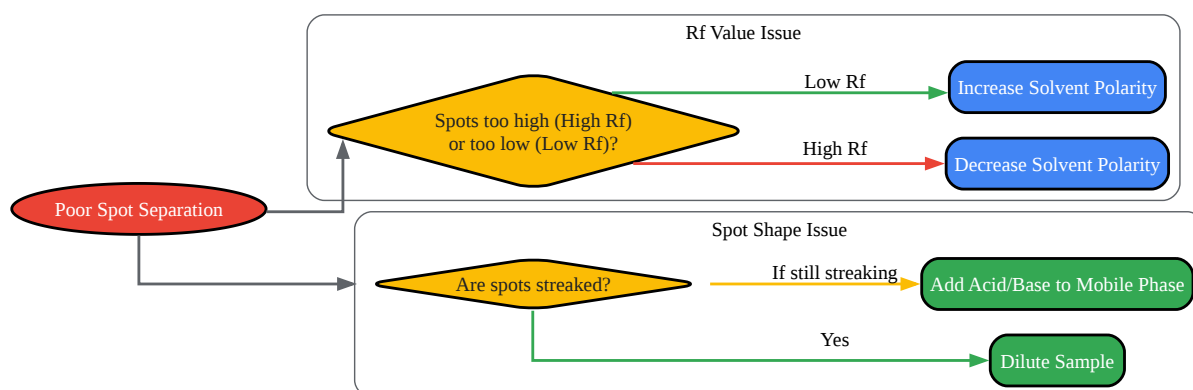 Rf Value Issue
Low Rf
Increase Solvent Polarity
Spots too high (High Rf)
or too low (Low Rf)?
High Rf
Decrease Solvent Polarity
Poor Spot Separation
Spot Shape Issue
If still streaking
Are spots streaked?
Add Acid/Base to Mobile Phase
Yes
Dilute Sample